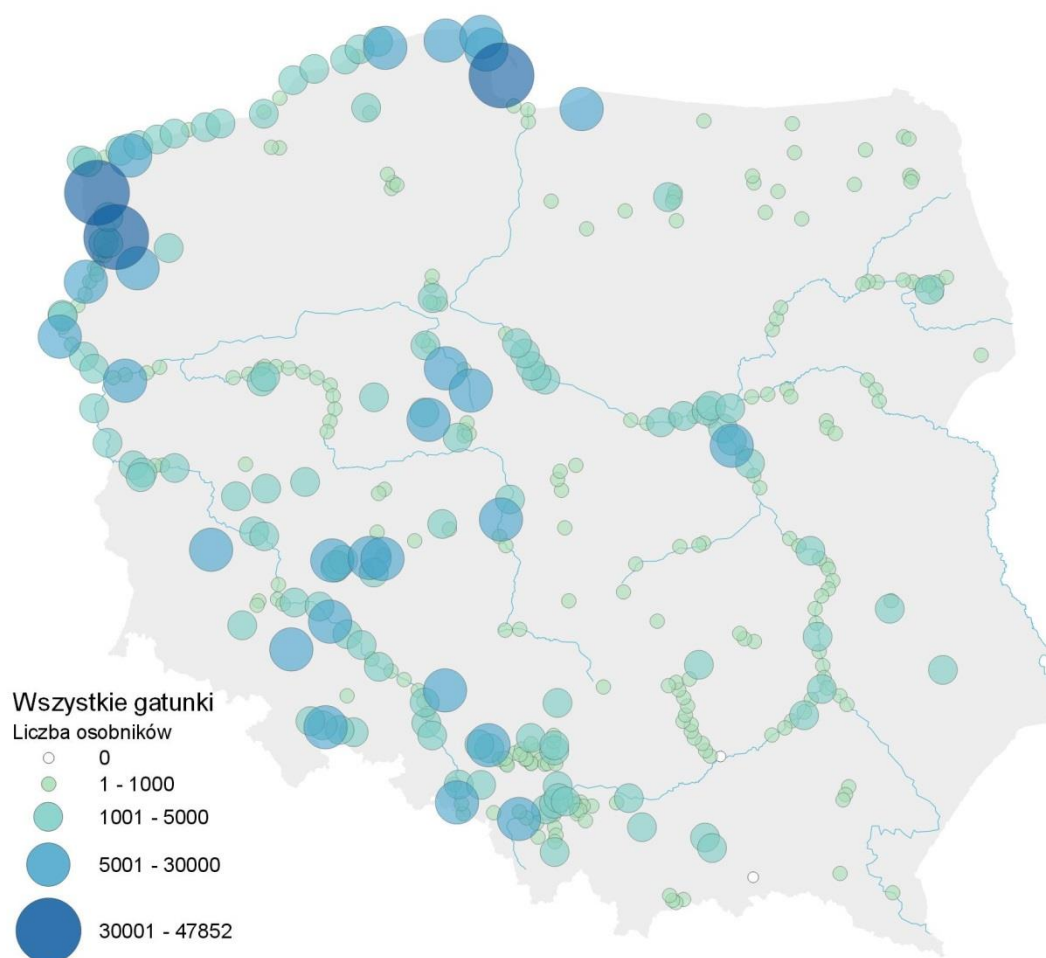 Wszystkie gatunki
Liczba osobników
0
1 - 1000
1001 - 5000
5001 - 30000
30001 - 47852